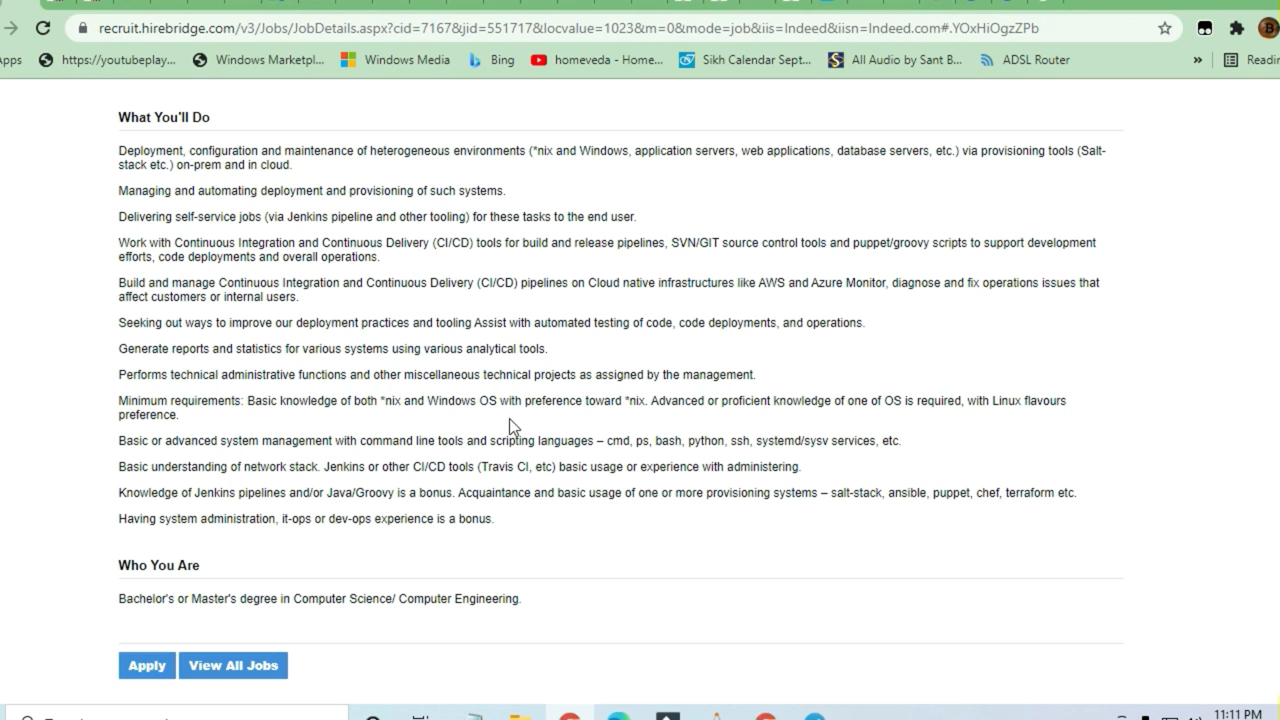 recruit.hirebridge.com/v3/Jobs/JobDetails.aspx?cid=7167&jid=551717&locvalue=1023&m=0&mode=job&iis=Indeed&iisn=Indeed.com#.YOxHiOgzZPb
https://youtubeplay... Windows Marketpl... Windows Media Bing homeveda - Home... Sikh Calendar Sept... All Audio by Sant B... ADSL Router »
What You'll Do
Deployment, configuration and maintenance of heterogeneous environments (*nix and Windows, application servers, web applications, database servers, etc.) via provisioning tools (Salt-
stack etc.) on-prem and in cloud.
Managing and automating deployment and provisioning of such systems.
Delivering self-service jobs (via Jenkins pipeline and other tooling) for these tasks to the end user.
Work with Continuous Integration and Continuous Delivery (CI/CD) tools for build and release pipelines, SVN/GIT source control tools and puppet/groovy scripts to support development
efforts, code deployments and overall operations.
Build and manage Continuous Integration and Continuous Delivery (CI/CD) pipelines on Cloud native infrastructures like AWS and Azure Monitor, diagnose and fix operations issues that
affect customers or internal users.
Seeking out ways to improve our deployment practices and tooling Assist with automated testing of code, code deployments, and operations.
Generate reports and statistics for various systems using various analytical tools.
Performs technical administrative functions and other miscellaneous technical projects as assigned by the management.
Minimum requirements: Basic knowledge of both *nix and Windows OS with preference toward *nix. Advanced or proficient knowledge of one of OS is required, with Linux flavours
preference.
Basic or advanced system management with command line tools and scripting languages – cmd, ps, bash, python, ssh, systemd/sysv services, etc.
Basic understanding of network stack. Jenkins or other CI/CD tools (Travis CI, etc) basic usage or experience with administering.
Knowledge of Jenkins pipelines and/or Java/Groovy is a bonus. Acquaintance and basic usage of one or more provisioning systems – salt-stack, ansible, puppet, chef, terraform etc.
Having system administration, it-ops or dev-ops experience is a bonus.
Who You Are
Bachelor's or Master's degree in Computer Science/ Computer Engineering.
Apply View All Jobs
11:11 PM